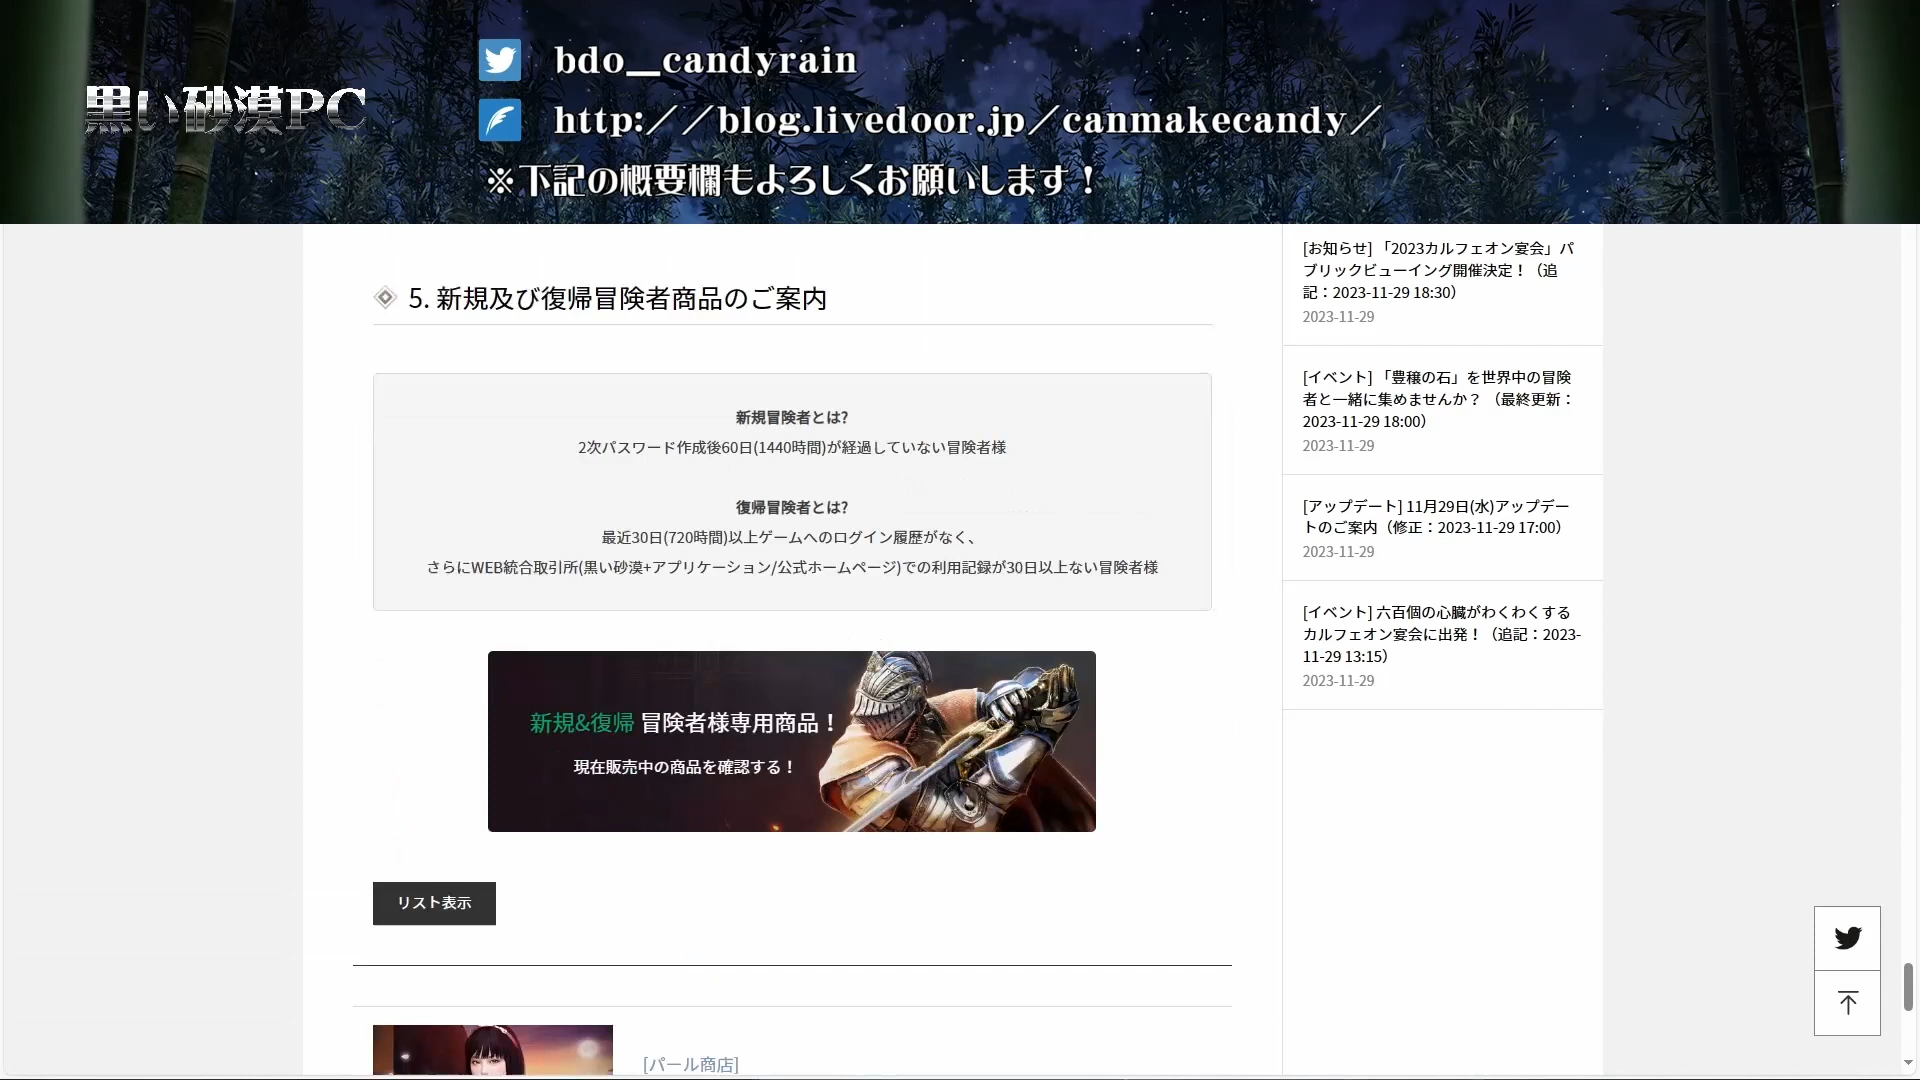 黒い砂漠PC
bdo__candyrain
http://blog.livedoor.jp/canmakecandy/
※下記の概要欄もよろしくお願いします!
5. 新規及び復帰冒険者商品のご案内
新規冒険者とは?
2次パスワード作成後60日(1440時間)が経過していない冒険者様
復帰冒険者とは?
最近30日(720時間)以上ゲームへのログイン履歴がなく、
さらにWEB統合取引所(黒い砂漠+アプリケーション/公式ホームページ)での利用記録が30日以上ない冒険者様
新規&復帰 冒険者様専用商品!
現在販売中の商品を確認する!
リスト表示
[パール商店]
[お知らせ] 「2023カルフェオン宴会」パ
ブリックビューイング開催決定!(追
記:2023-11-29 18:30)
2023-11-29
[イベント] 「豊穣の石」を世界中の冒険
者と一緒に集めませんか? (最終更新:
2023-11-29 18:00)
2023-11-29
[アップデート] 11月29日(水)アップデー
トのご案内(修正:2023-11-29 17:00)
2023-11-29
[イベント] 六百個の心臓がわくわくする
カルフェオン宴会に出発!(追記:2023-
11-29 13:15)
2023-11-29